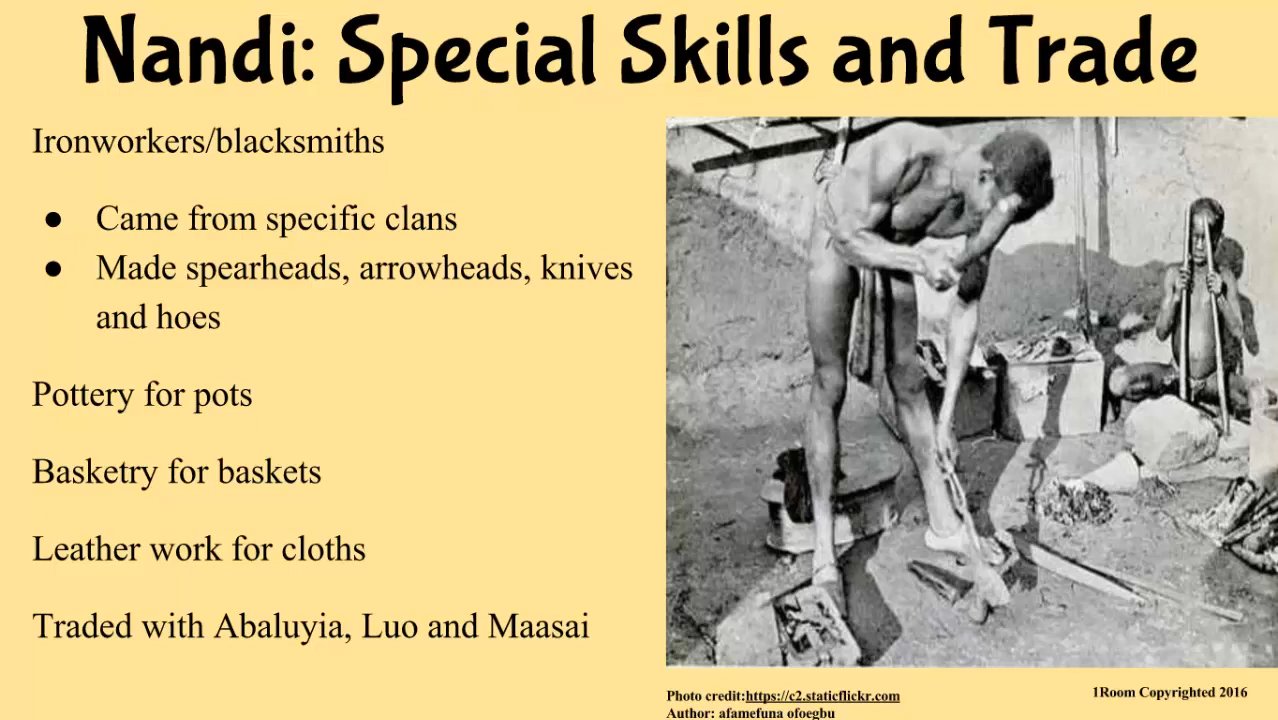 Nandi: Special Skills and Trade
Ironworkers/blacksmiths
● Came from specific clans
● Made spearheads, arrowheads, knives
and hoes
Pottery for pots
Basketry for baskets
Leather work for cloths
Traded with Abaluyia, Luo and Maasai
Photo credit:https://c2.staticflickr.com
Author: afamefuna ofoegbu
1Room Copyrighted 2016